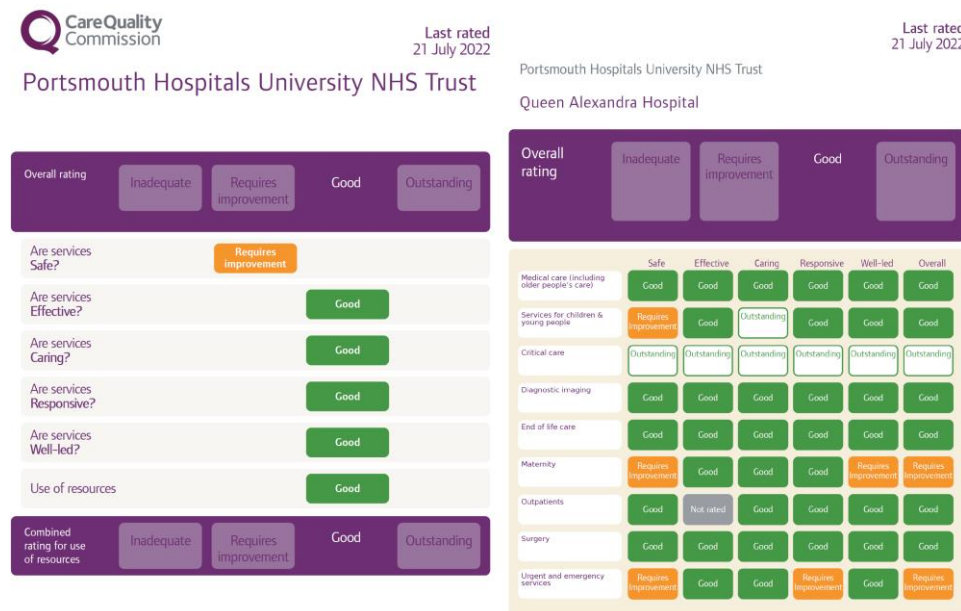 CareQuality
Commission
Last rated
21 July 2022
Portsmouth Hospitals University NHS Trust
Overall rating
Inadequate
Requires
improvement
Good
Outstanding
Are services
Safe?
Requires
improvement
Are services
Effective?
Good
Are services
Caring?
Good
Are services
Responsive?
Good
Are services
Well-led?
Good
Use of resources
Good
Combined
rating for use
of resources
Inadequate
Requires
improvement
Good
Outstanding
Last rated
21 July 2022
Portsmouth Hospitals University NHS Trust
Queen Alexandra Hospital
Overall
rating
Inadequate
Requires
improvement
Good
Outstanding
Safe Effective Caring Responsive Well-led Overall
Medical care (including
older people's care)
Good Good Good Good Good Good
Services for children &
young people
Requires
Improvement
Good Outstanding Good Good Good
Critical care
Outstanding Outstanding Outstanding Outstanding Outstanding Outstanding
Diagnostic imaging
Good Good Good Good Good Good
End of life care
Good Good Good Good Good Good
Maternity
Requires
Improvement
Good Good Good
Requires
Improvement
Requires
Improvement
Outpatients
Good Not rated Good Good Good Good
Surgery
Good Good Good Good Good Good
Urgent and emergency
services
Requires
Improvement
Good Good
Requires
Improvement
Good
Requires
Improvement